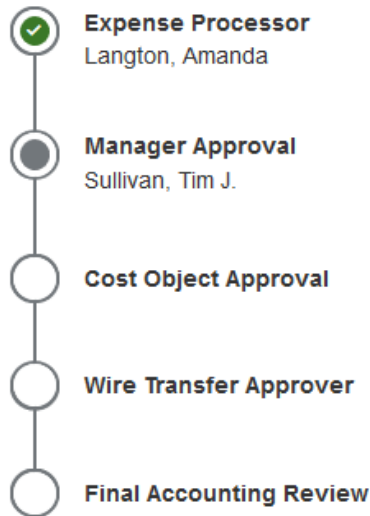 Expense Processor
Langton, Amanda
Manager Approval
Sullivan, Tim J.
Cost Object Approval
Wire Transfer Approver
Final Accounting Review